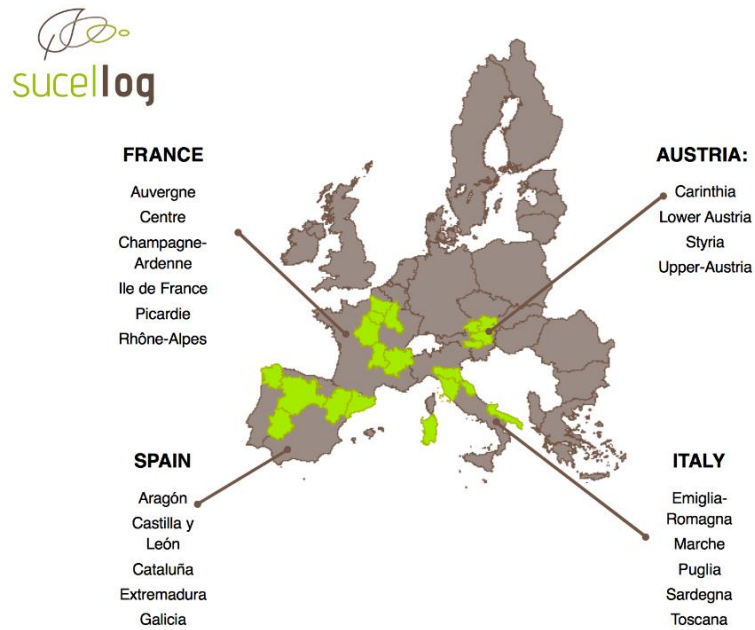 sucellog
FRANCE
Auvergne
Centre
Champagne-
Ardenne
Ile de France
Picardie
Rhône-Alpes
AUSTRIA:
Carinthia
Lower Austria
Styria
Upper-Austria
SPAIN
Aragón
Castilla y
León
Cataluña
Extremadura
Galicia
ITALY
Emiglia-
Romagna
Marche
Puglia
Sardegna
Toscana